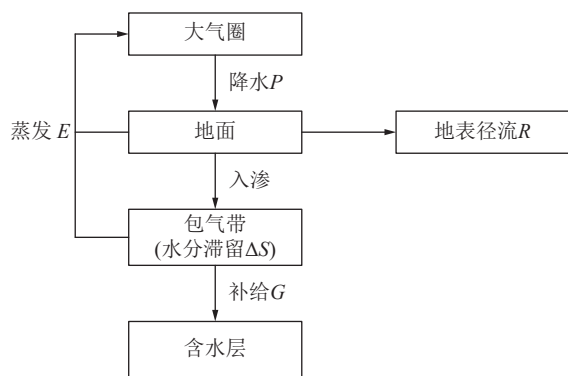 大气圈
降水P
蒸发 E
地面
地表径流R
入渗
包气带
(水分滞留ΔS)
补给G
含水层